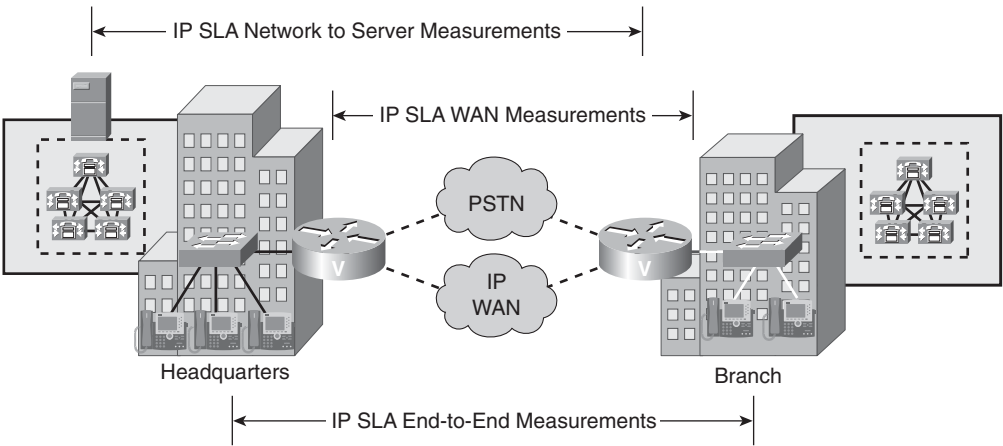 IP SLA Network to Server Measurements
IP SLA WAN Measurements
PSTN
V
V
IP
WAN
Headquarters
Branch
IP SLA End-to-End Measurements